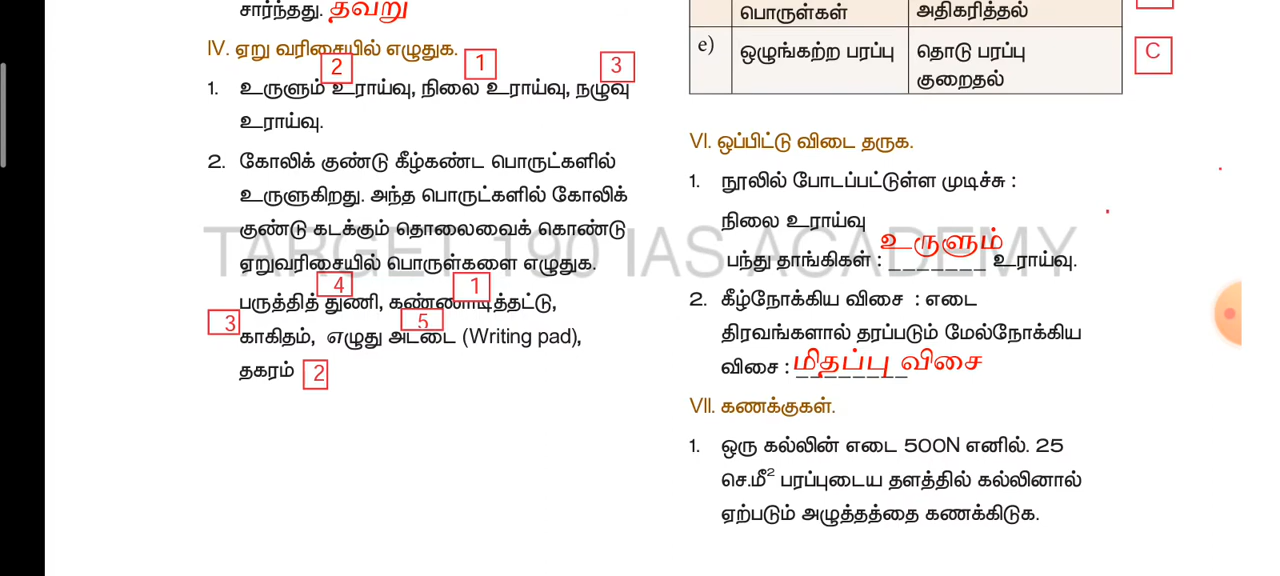 சார்ந்தது. தவறு
IV. ஏறு வரிசையில் எழுதுக.
2 1 3
1. உருளும் உராய்வு, நிலை உராய்வு, நழுவு
உராய்வு.
2. கோலிக் குண்டு கீழ்கண்ட பொருட்களில்
உருளுகிறது. அந்த பொருட்களில் கோலிக்
குண்டு கடக்கும் தொலைவைக் கொண்டு
ஏறுவரிசையில் பொருள்களை எழுதுக.
4 1
பருத்தித் துணி, கண்ணாடித்தட்டு,
3 5
காகிதம், எழுது அட்டை (Writing pad),
தகரம் 2
பொருள்கள் அதிகரித்தல்
e) ஒழுங்கற்ற பரப்பு தொடு பரப்பு C
குறைதல்
VI. ஒப்பிட்டு விடை தருக.
1. நூலில் போடப்பட்டுள்ள முடிச்சு :
நிலை உராய்வு
உருளும்
பந்து தாங்கிகள் : _______ உராய்வு.
2. கீழ்நோக்கிய விசை : எடை
திரவங்களால் தரப்படும் மேல்நோக்கிய
விசை : ________ மிதப்பு விசை
VII. கணக்குகள்.
1. ஒரு கல்லின் எடை 500N எனில். 25
செ.மீ² பரப்புடைய தளத்தில் கல்லினால்
ஏற்படும் அழுத்தத்தை கணக்கிடுக.
TARGET 190 IAS ACADEMY